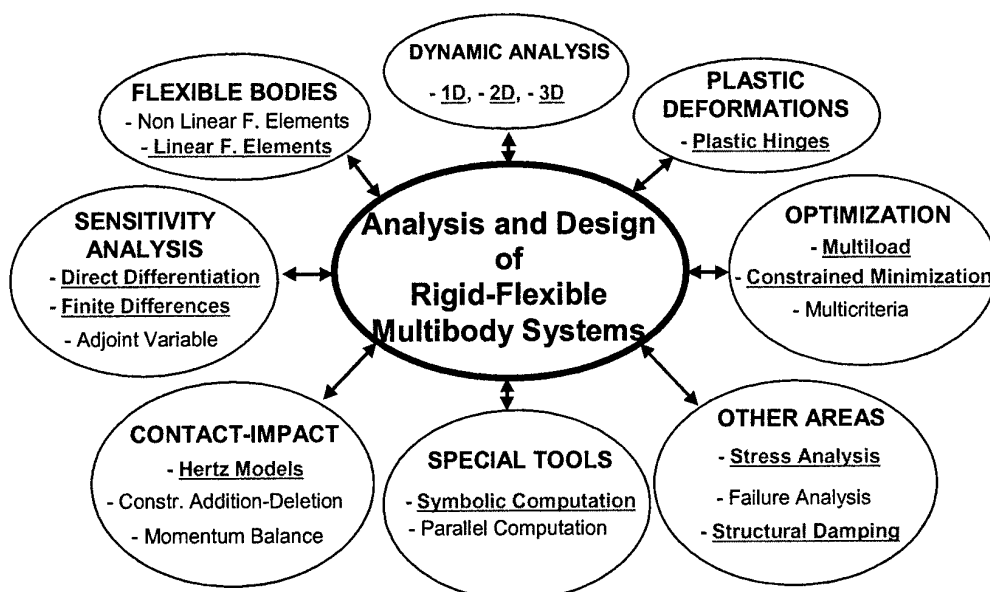 DYNAMIC ANALYSIS
- 1D, - 2D, - 3D
FLEXIBLE BODIES
- Non Linear F. Elements
- Linear F. Elements
PLASTIC
DEFORMATIONS
- Plastic Hinges
SENSITIVITY
ANALYSIS
- Direct Differentiation
- Finite Differences
- Adjoint Variable
Analysis and Design
of
Rigid-Flexible
Multibody Systems
OPTIMIZATION
- Multiload
- Constrained Minimization
- Multicriteria
CONTACT-IMPACT
- Hertz Models
- Constr. Addition-Deletion
- Momentum Balance
SPECIAL TOOLS
- Symbolic Computation
- Parallel Computation
OTHER AREAS
- Stress Analysis
- Failure Analysis
- Structural Damping